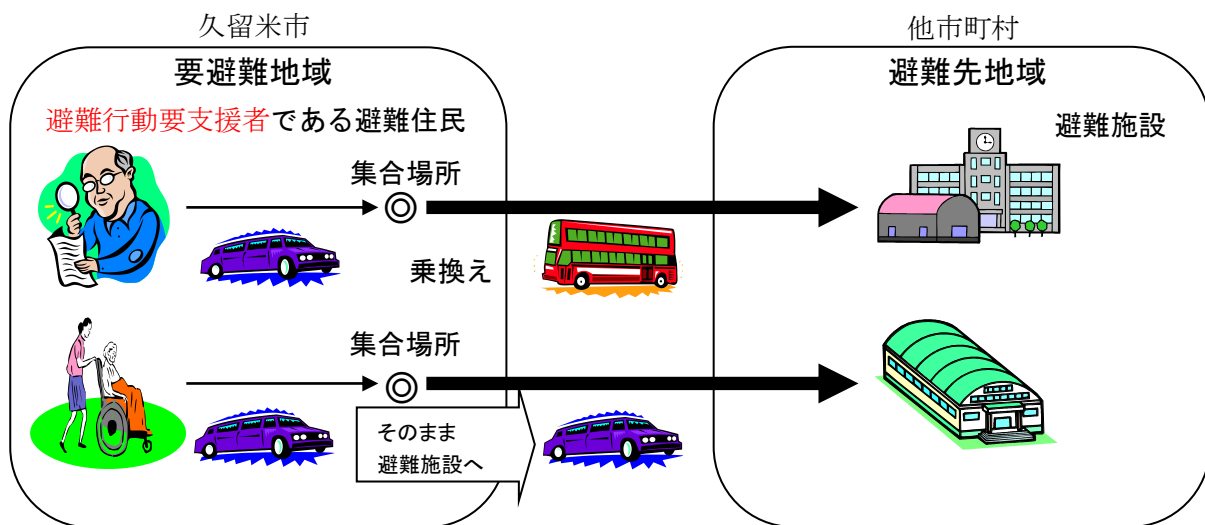 久留米市
他市町村
要避難地域
避難先地域
避難行動要支援者である避難住民
避難施設
集合場所
◎
乗換え
集合場所
◎
そのまま
避難施設へ